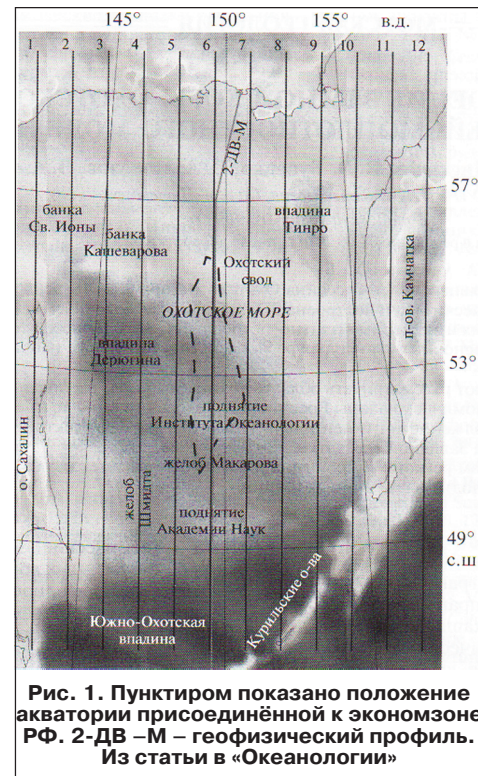 145° 150° 155° в.д.
1 2 3 4 5 6 7 8 9 10 11 12
2-ДВ-М
57°
банка
Св. Ионы
банка
Кашеварова
впадина
Тинро
Охотский
свод
п-ов. Камчатка
ОХОТСКОЕ МОРЕ
впадина
Дерюгина
53°
поднятие
Института Океанологии
желоб Макарова
о. Сахалин
желоб
Шмидта
поднятие
Академии Наук
49°
с.ш
Курильские о-ва
Южно-Охотская
впадина
Рис. 1. Пунктиром показано положение
акватории присоединённой к экономзоне
РФ. 2-ДВ –М – геофизический профиль.
Из статьи в «Океанологии»